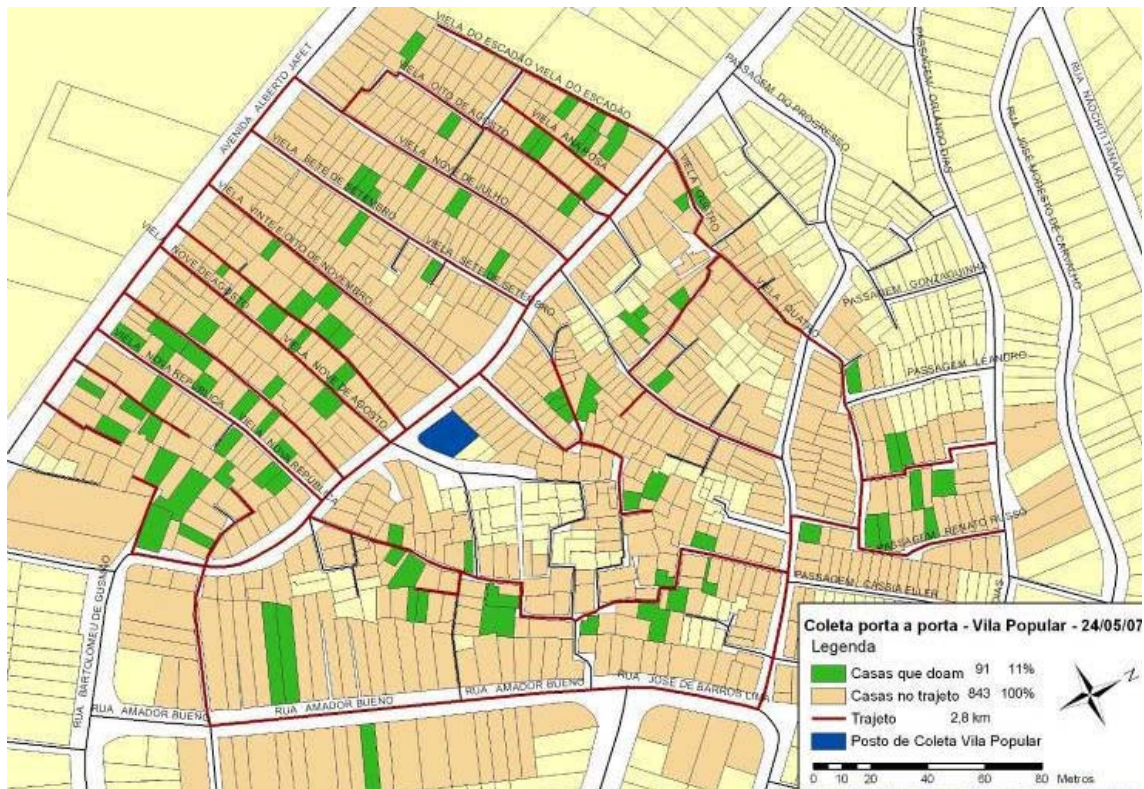 VIELA DO ESCADÃO VIELA DO ESCADÃO
AVENIDA ALBERTO JAFET
VIELA OITO DE AGOSTO
VIELA ANA ROSA
PASSAGEM DO PROGRESSO
PASSAGEM ORLANDO DIAS
RUA JOSÉ MODESTO DE CARVALHO
RUA NAOCHITI TANAKA
VIELA NOVE DE JULHO
VIELA SETE DE SETEMBRO
VIELA SETE DE SETEMBRO
VIELA QUATRO
VIELA QUATRO
VIELA VINTE E OITO DE NOVEMBRO
VIELA NOVE DE AGOSTO
VIELA NOVE DE AGOSTO
PASSAGEM GONZAGUINHA
PASSAGEM LEANDRO
VIELA NOVA REPUBLICA
VIELA NOVA REPUBLICA
PASSAGEM RENATO RUSSO
PASSAGEM CASSIA ELLER
RUA BARTOLOMEU DE GUSMÃO
RUA AMADOR BUENO
RUA AMADOR BUENO
RUA AMADOR BUENO
RUA JOSÉ DE BARROS LIMA
Coleta porta a porta - Vila Popular - 24/05/07
Legenda
Casas que doam 91 11%
Casas no trajeto 843 100%
Trajeto 2,8 km
Posto de Coleta Vila Popular
0 10 20 40 60 80 Metros
Z